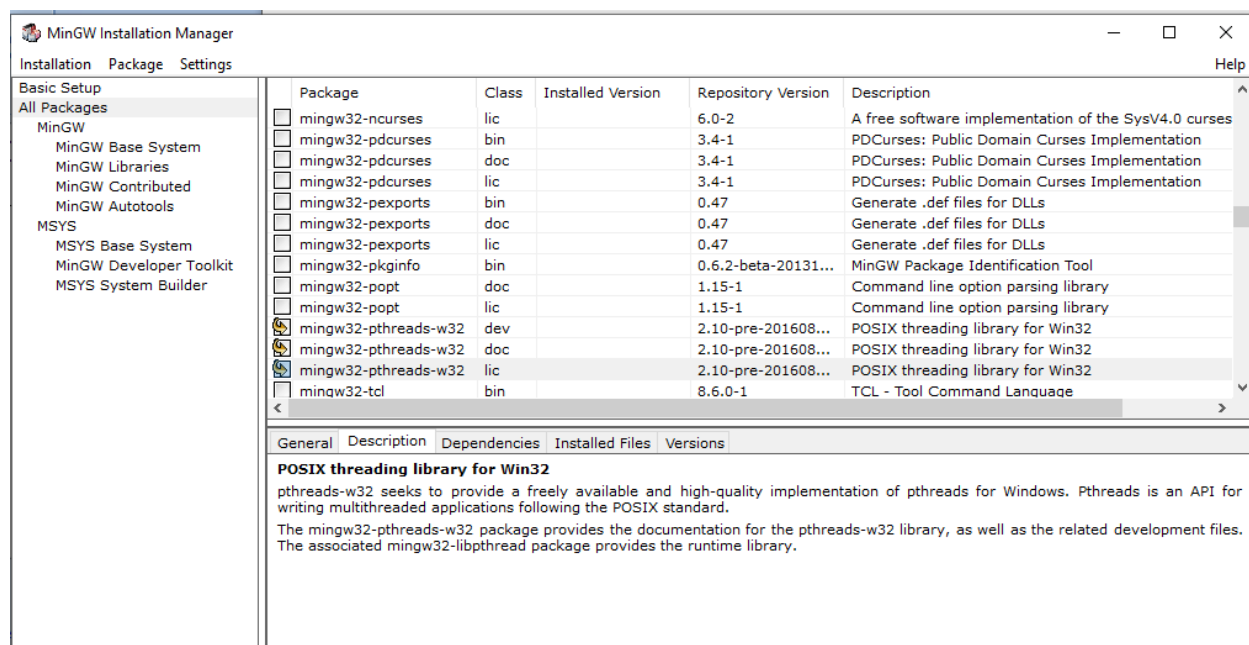 MinGW Installation Manager
Installation Package Settings Help
Basic Setup
All Packages
MinGW
MinGW Base System
MinGW Libraries
MinGW Contributed
MinGW Autotools
MSYS
MSYS Base System
MinGW Developer Toolkit
MSYS System Builder
Package Class Installed Version Repository Version Description
mingw32-ncurses lic 6.0-2 A free software implementation of the SysV4.0 curses
mingw32-pdcurses bin 3.4-1 PDCurses: Public Domain Curses Implementation
mingw32-pdcurses doc 3.4-1 PDCurses: Public Domain Curses Implementation
mingw32-pdcurses lic 3.4-1 PDCurses: Public Domain Curses Implementation
mingw32-pexports bin 0.47 Generate .def files for DLLs
mingw32-pexports doc 0.47 Generate .def files for DLLs
mingw32-pexports lic 0.47 Generate .def files for DLLs
mingw32-pkginfo bin 0.6.2-beta-20131... MinGW Package Identification Tool
mingw32-popt doc 1.15-1 Command line option parsing library
mingw32-popt lic 1.15-1 Command line option parsing library
mingw32-pthreads-w32 dev 2.10-pre-201608... POSIX threading library for Win32
mingw32-pthreads-w32 doc 2.10-pre-201608... POSIX threading library for Win32
mingw32-pthreads-w32 lic 2.10-pre-201608... POSIX threading library for Win32
mingw32-tcl bin 8.6.0-1 TCL - Tool Command Language
General Description Dependencies Installed Files Versions
POSIX threading library for Win32
pthreads-w32 seeks to provide a freely available and high-quality implementation of pthreads for Windows. Pthreads is an API for
writing multithreaded applications following the POSIX standard.
The mingw32-pthreads-w32 package provides the documentation for the pthreads-w32 library, as well as the related development files.
The associated mingw32-libpthread package provides the runtime library.